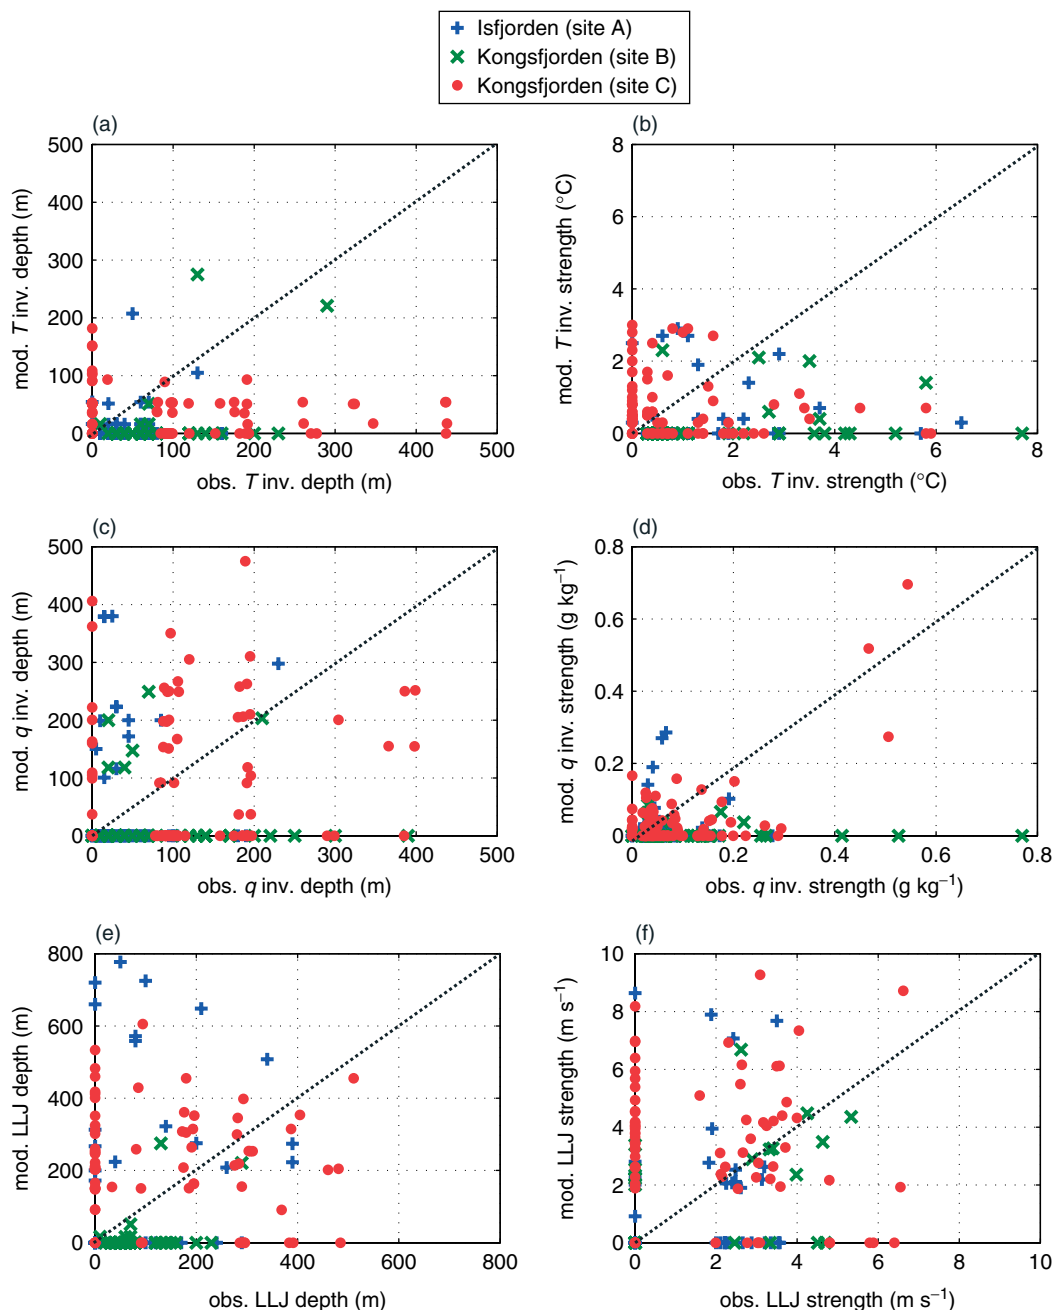 Isfjorden (site A)
Kongsfjorden (site B)
Kongsfjorden (site C)
(a)
500
400
300
200
100
0
0 100 200 300 400 500
mod. T inv. depth (m)
obs. T inv. depth (m)
(b)
8
6
4
2
0
0 2 4 6 8
mod. T inv. strength (°C)
obs. T inv. strength (°C)
(c)
500
400
300
200
100
0
0 100 200 300 400 500
mod. q inv. depth (m)
obs. q inv. depth (m)
(d)
0.8
0.6
0.4
0.2
0
0 0.2 0.4 0.6 0.8
mod. q inv. strength (g kg⁻¹)
obs. q inv. strength (g kg⁻¹)
(e)
800
600
400
200
0
0 200 400 600 800
mod. LLJ depth (m)
obs. LLJ depth (m)
(f)
10
8
6
4
2
0
0 2 4 6 8 10
mod. LLJ strength (m s⁻¹)
obs. LLJ strength (m s⁻¹)